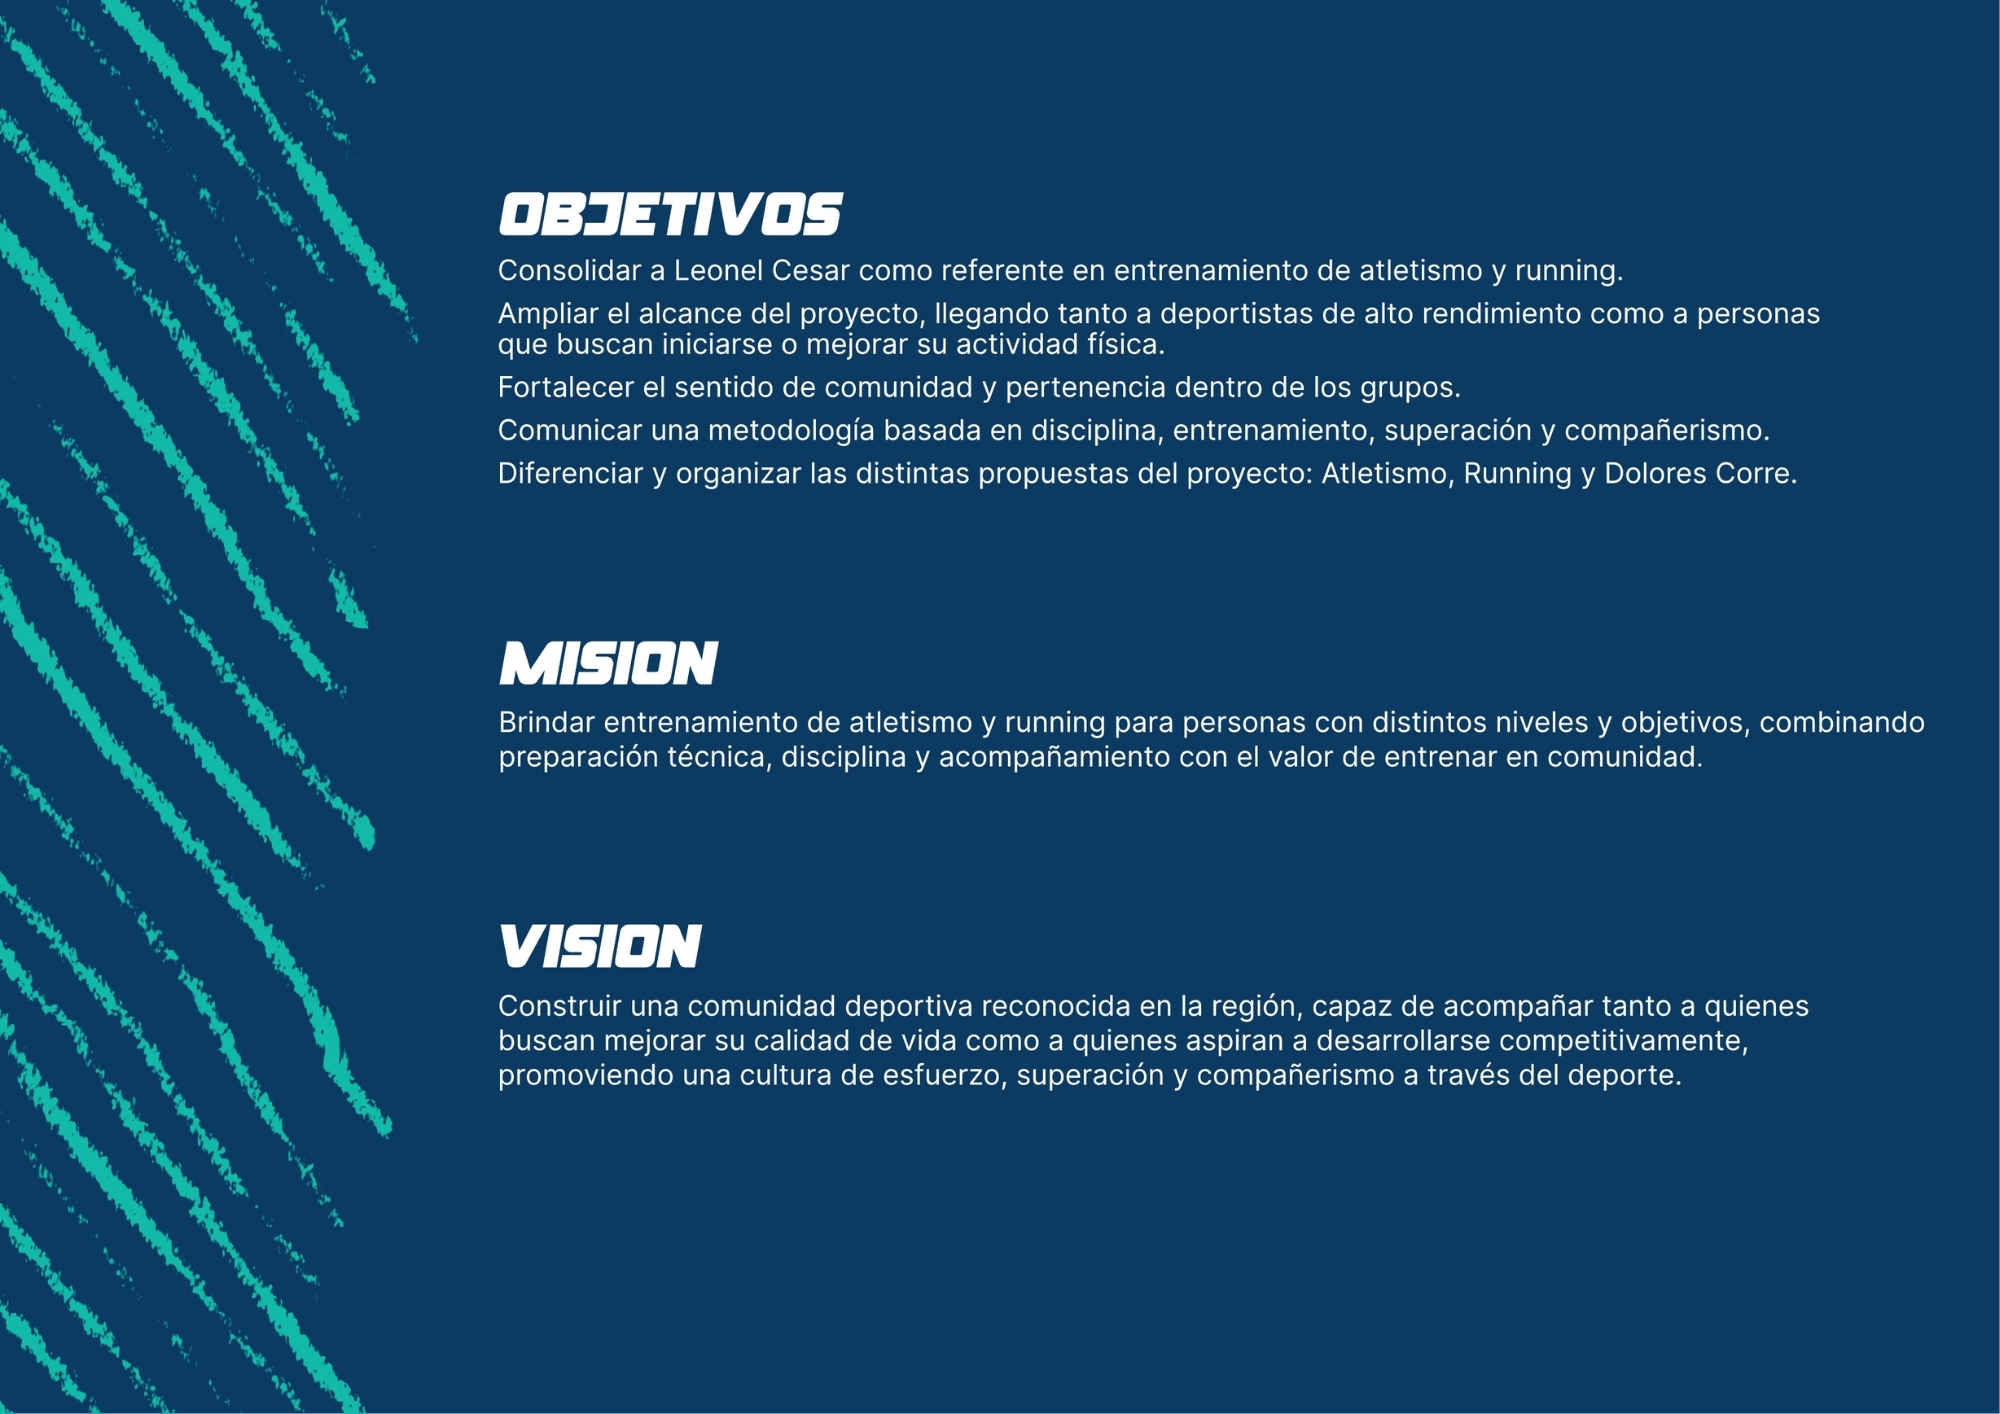 OBJETIVOS
Consolidar a Leonel Cesar como referente en entrenamiento de atletismo y running.
Ampliar el alcance del proyecto, llegando tanto a deportistas de alto rendimiento como a personas
que buscan iniciarse o mejorar su actividad física.
Fortalecer el sentido de comunidad y pertenencia dentro de los grupos.
Comunicar una metodología basada en disciplina, entrenamiento, superación y compañerismo.
Diferenciar y organizar las distintas propuestas del proyecto: Atletismo, Running y Dolores Corre.
MISION
Brindar entrenamiento de atletismo y running para personas con distintos niveles y objetivos, combinando
preparación técnica, disciplina y acompañamiento con el valor de entrenar en comunidad.
VISION
Construir una comunidad deportiva reconocida en la región, capaz de acompañar tanto a quienes
buscan mejorar su calidad de vida como a quienes aspiran a desarrollarse competitivamente,
promoviendo una cultura de esfuerzo, superación y compañerismo a través del deporte.